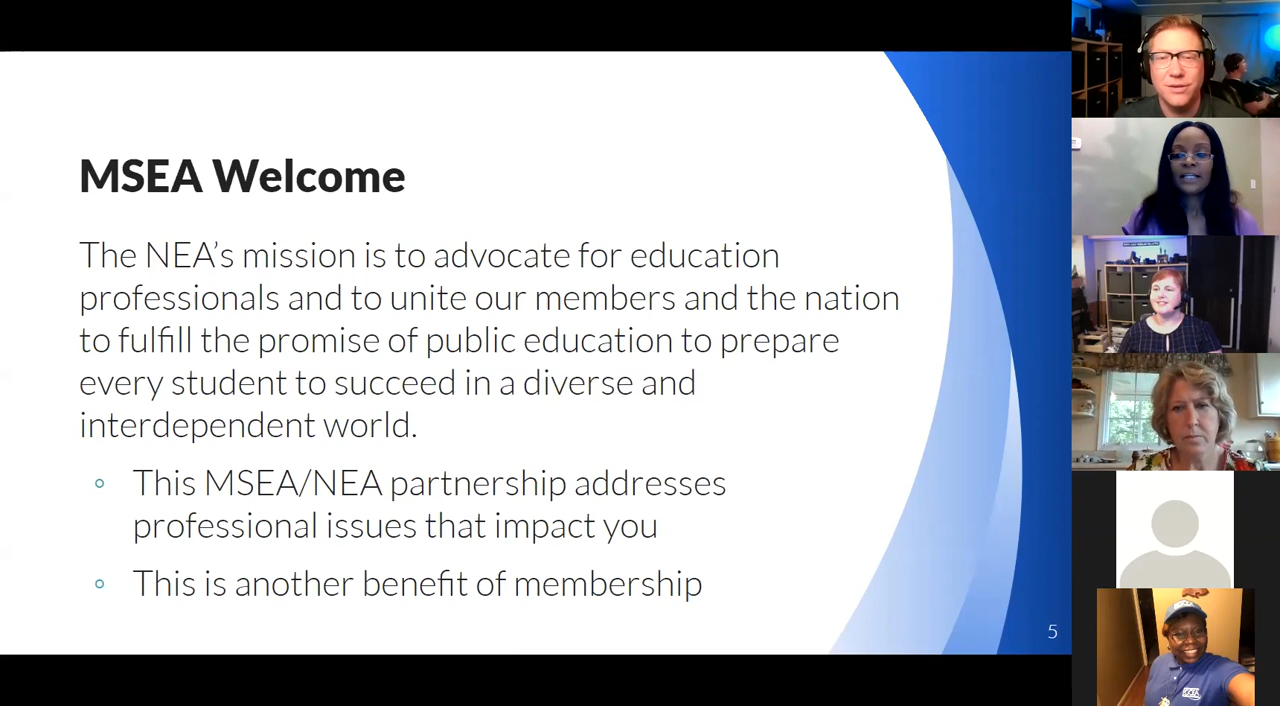 MSEA Welcome
The NEA’s mission is to advocate for education
professionals and to unite our members and the nation
to fulfill the promise of public education to prepare
every student to succeed in a diverse and
interdependent world.
◦ This MSEA/NEA partnership addresses
professional issues that impact you
◦ This is another benefit of membership
5